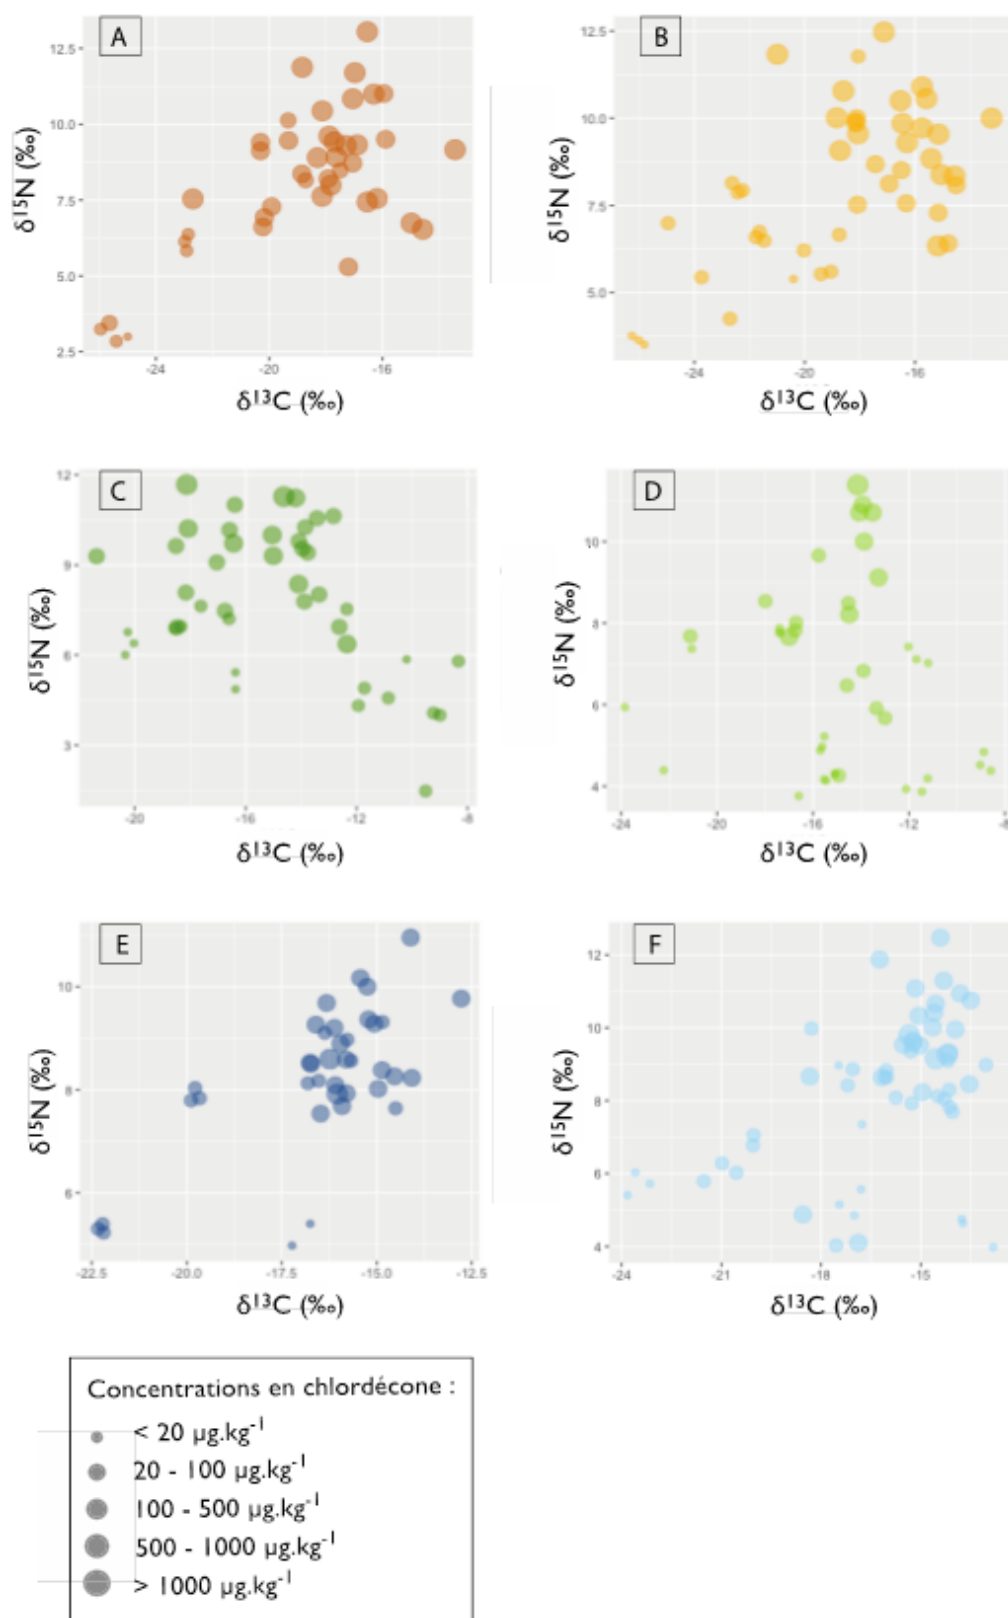 A
12.5
10.0
7.5
5.0
2.5
δ¹⁵N (‰)
-24
-20
-16
δ¹³C (‰)
B
12.5
10.0
7.5
5.0
δ¹⁵N (‰)
-24
-20
-16
δ¹³C (‰)
C
12
9
6
3
δ¹⁵N (‰)
-20
-16
-12
-8
δ¹³C (‰)
D
10
8
6
4
δ¹⁵N (‰)
-24
-20
-16
-12
-8
δ¹³C (‰)
E
10
8
6
δ¹⁵N (‰)
-22.5
-20.0
-17.5
-15.0
-12.5
δ¹³C (‰)
F
12
10
8
6
4
δ¹⁵N (‰)
-24
-21
-18
-15
δ¹³C (‰)
Concentrations en chlordécone :
< 20 µg.kg⁻¹
20 - 100 µg.kg⁻¹
100 - 500 µg.kg⁻¹
500 - 1000 µg.kg⁻¹
> 1000 µg.kg⁻¹